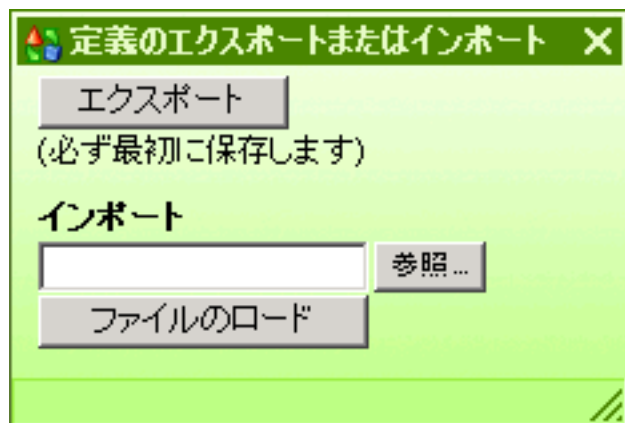 定義のエクスポートまたはインポート
エクスポート
(必ず最初に保存します)
インポート
参照...
ファイルのロード